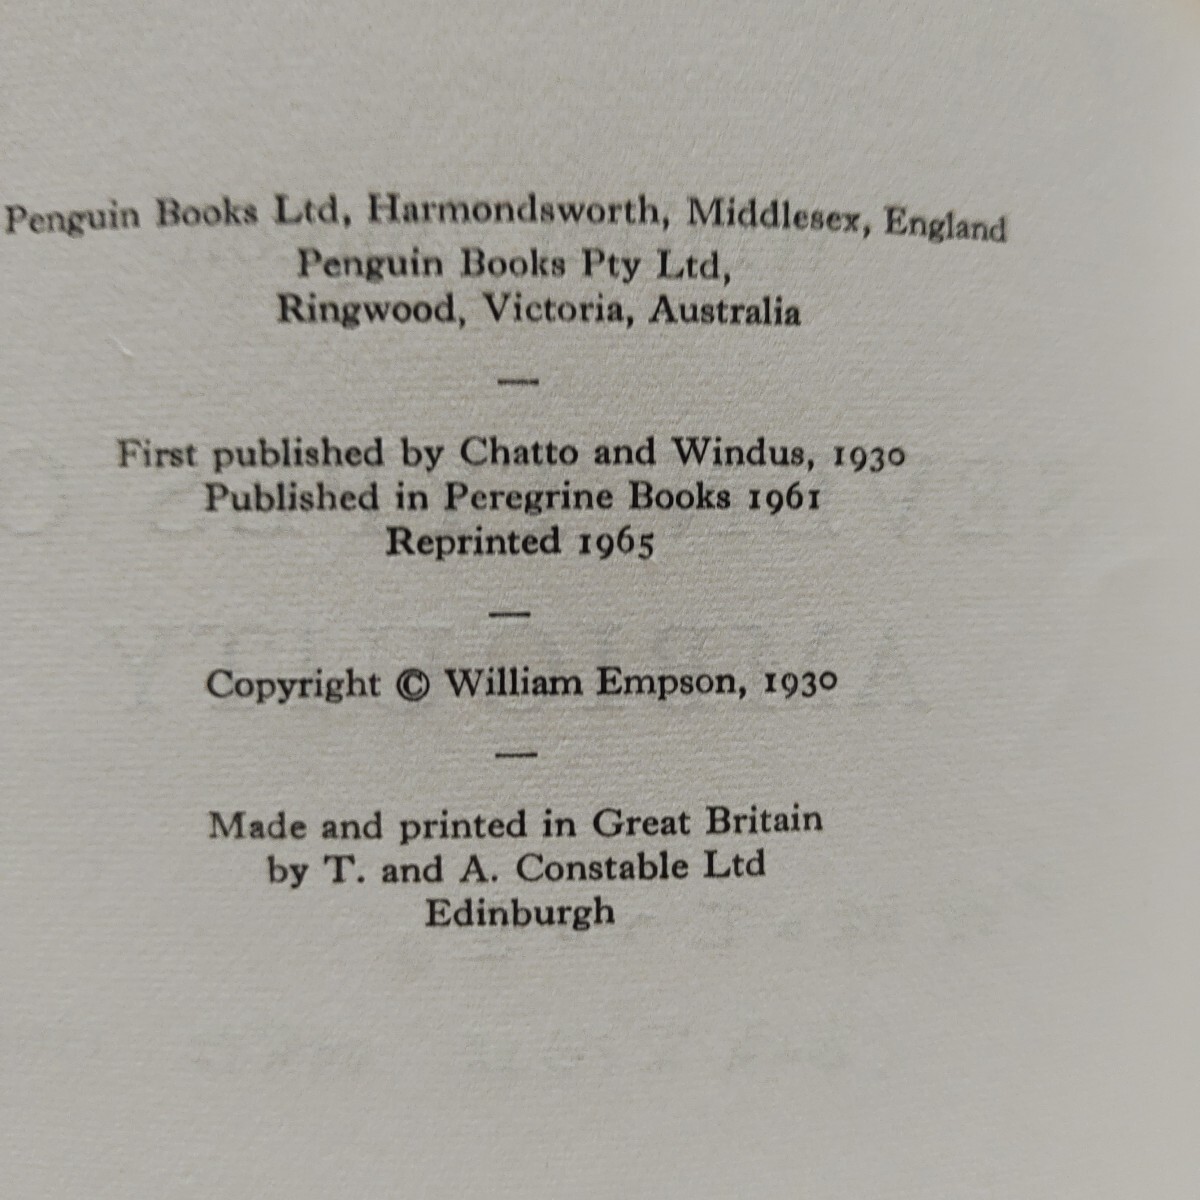 Penguin Books Ltd, Harmondsworth, Middlesex, England
Penguin Books Pty Ltd,
Ringwood, Victoria, Australia
—
First published by Chatto and Windus, 1930
Published in Peregrine Books 1961
Reprinted 1965
—
Copyright © William Empson, 1930
—
Made and printed in Great Britain
by T. and A. Constable Ltd
Edinburgh